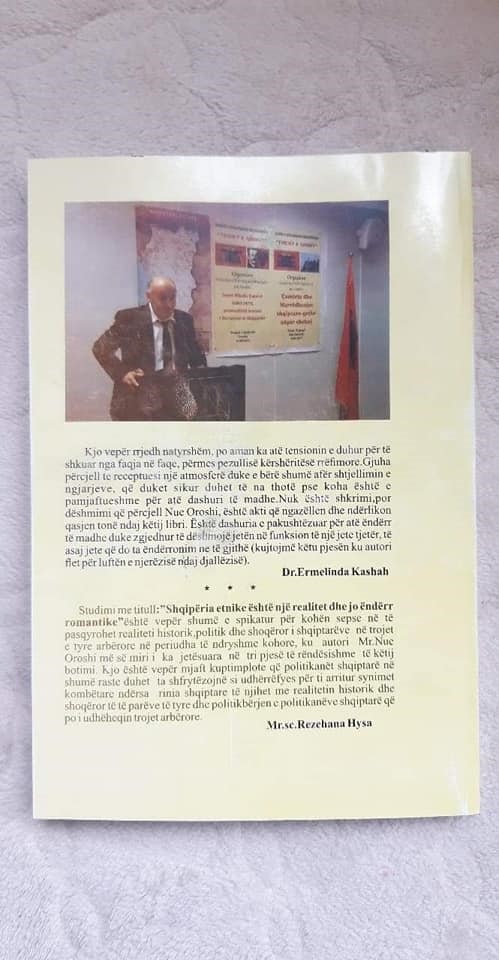 Kjo vepër rrjedh natyrshëm, po aman ka atë tensionin e duhur për të
shkuar nga faqja në faqe, përmes pezullisë kërshëritësë rrëfimore.Gjuha
përcjell te receptuesi një atmosferë duke e bërë shumë afër shtjellimin e
ngjarjeve, që duket sikur duhet të na thotë pse koha është e
pamjaftueshme për atë dashuri të madhe.Nuk është shkrimi,por
dëshmimi që përcjell Nue Oroshi, është akti që ngazëllen dhe ndërlikon
qasjen tonë ndaj këtij libri. Është dashuria e pakushtëzuar për atë ëndërr
të madhe duke zgjedhur të dëshmojë jetën në funksion të një jete tjetër, të
asaj jete që do ta ëndërronim ne të gjithë (kujtojmë këtu pjesën ku autori
flet për luftën e njerëzisë ndaj djallëzisë).
Dr.Ermelinda Kashah
* * *
Studimi me titull:"Shqipëria etnike është një realitet dhe jo ëndërr
romantike"është vepër shumë e spikatur për kohën sepse në të
pasqyrohet realiteti historik,politik dhe shoqëror i shqiptarëve në trojet
e tyre arbërore në periudha të ndryshme kohore, ku autori Mr.Nue
Oroshi më së miri i ka jetësuara në tri pjesë të rëndësishme të këtij
botimi. Kjo është vepër mjaft kuptimplote që politikanët shqiptarë në
shumë raste duhet ta shfrytëzojnë si udhërrëfyes për ti arritur synimet
kombëtare ndërsa rinia shqiptare të njihet me realitetin historik dhe
shoqëror të të parëve të tyre dhe politikbërjen e politikanëve shqiptarë që
po i udhëheqin trojet arbërore.
Mr.sc.Rezehana Hysa